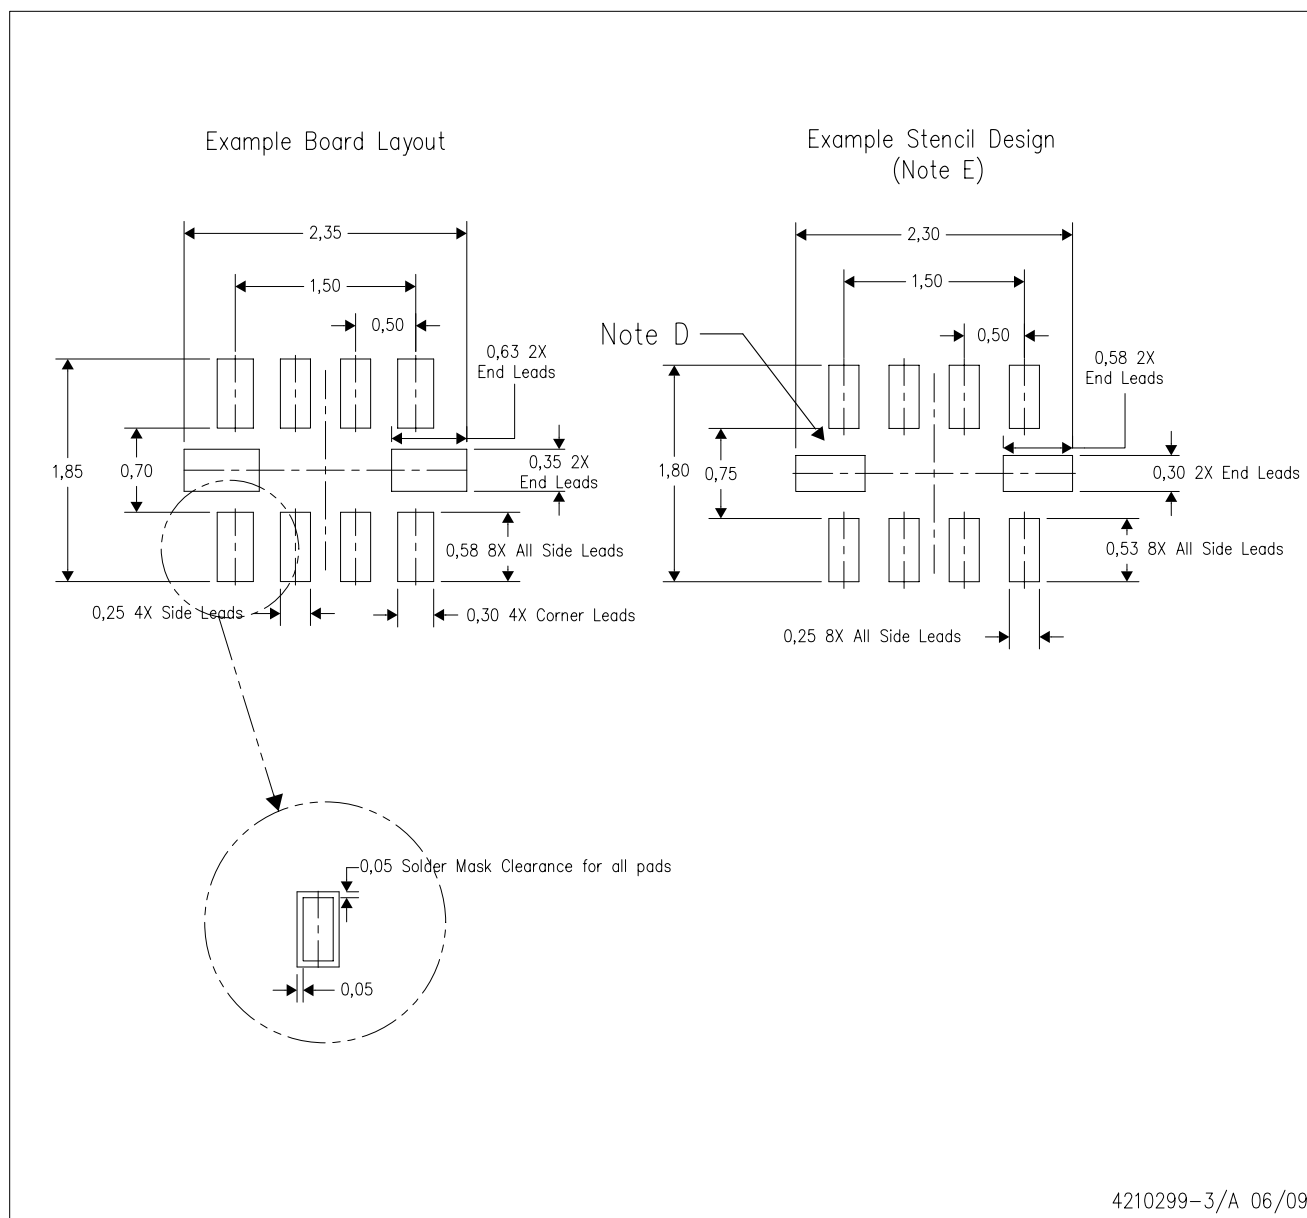 Example Board Layout
2,35
1,50
0,50
0,63 2X
End Leads
1,85
0,70
0,35 2X
End Leads
0,58 8X All Side Leads
0,25 4X Side Leads
0,30 4X Corner Leads
0,05 Solder Mask Clearance for all pads
0,05
Example Stencil Design
(Note E)
2,30
1,50
0,50
Note D
0,58 2X
End Leads
1,80
0,75
0,30 2X End Leads
0,53 8X All Side Leads
0,25 8X All Side Leads
4210299-3/A 06/09